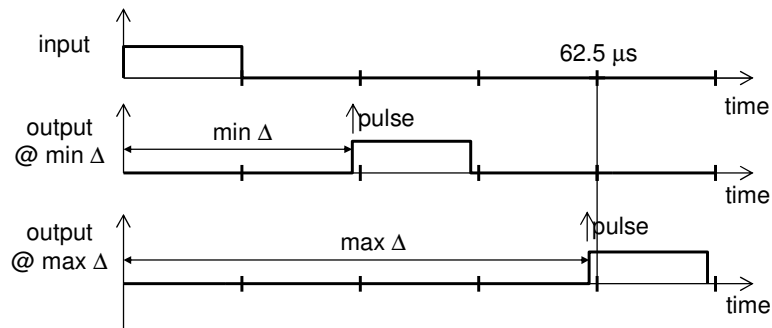 input
62.5 μs
time
output
@ min Δ
min Δ
pulse
time
output
@ max Δ
max Δ
pulse
time